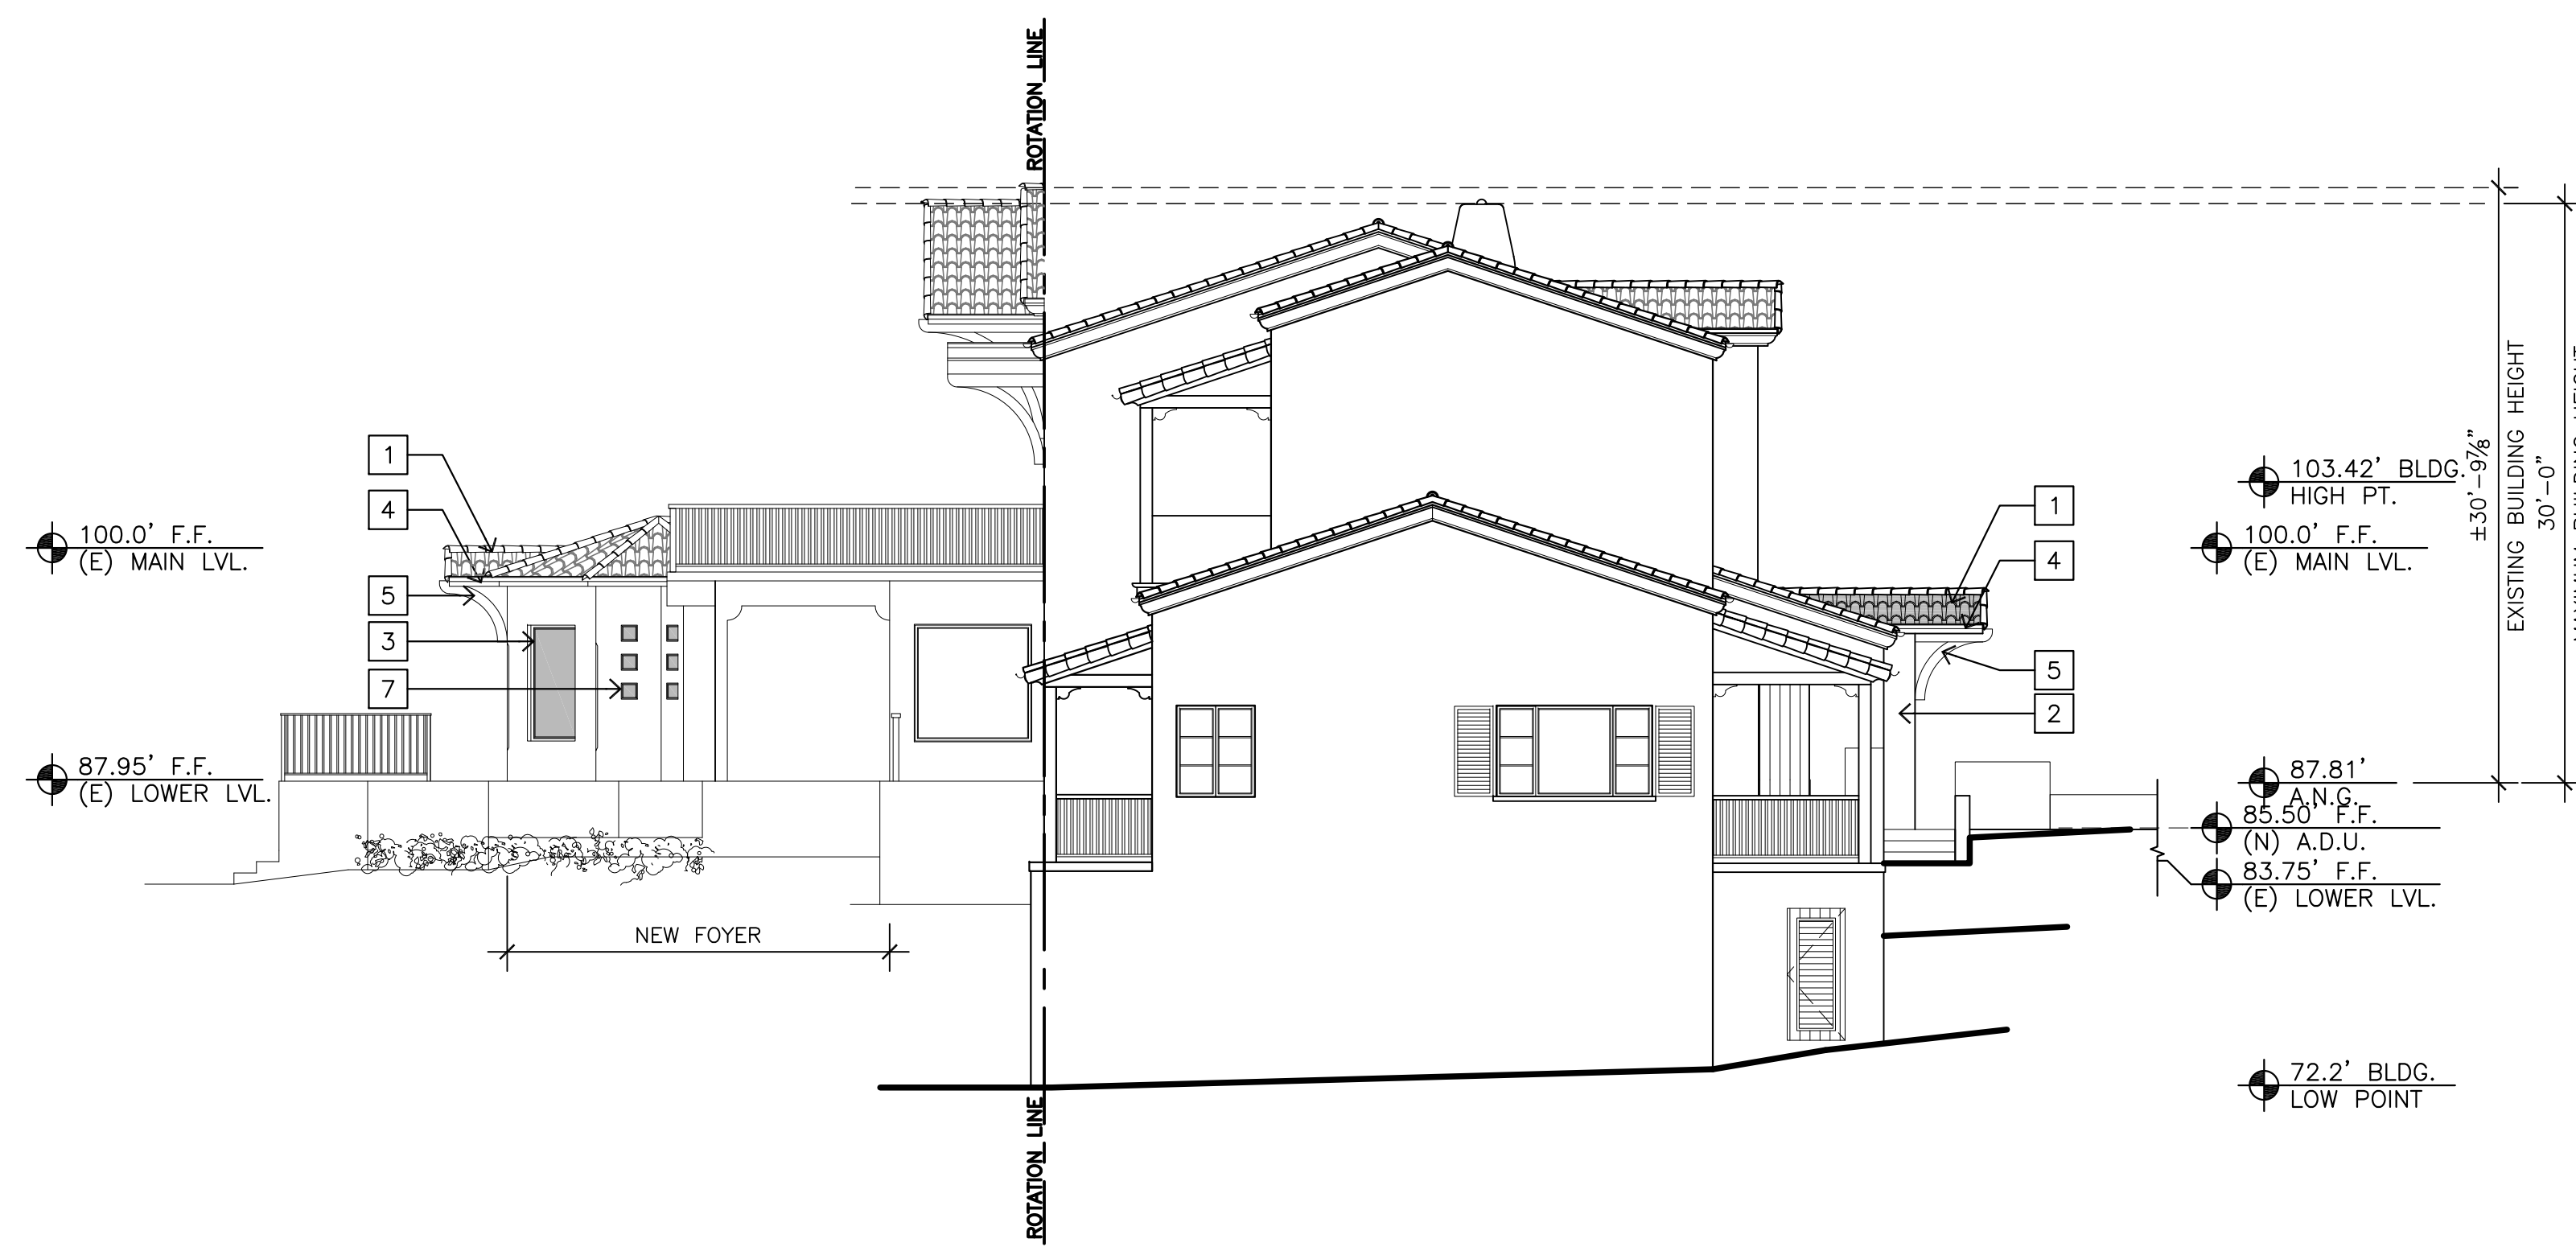 ROTATION LINE
1
4
100.0' F.F.
(E) MAIN LVL.
5
3
7
87.95' F.F.
(E) LOWER LVL.
NEW FOYER
ROTATION LINE
1
4
5
2
103.42' BLDG.
HIGH PT.
100.0' F.F.
(E) MAIN LVL.
87.81'
A.N.G.
85.50' F.F.
(N) A.D.U.
83.75' F.F.
(E) LOWER LVL.
72.2' BLDG.
LOW POINT
±30'-9⅞"
EXISTING BUILDING HEIGHT
30'-0"